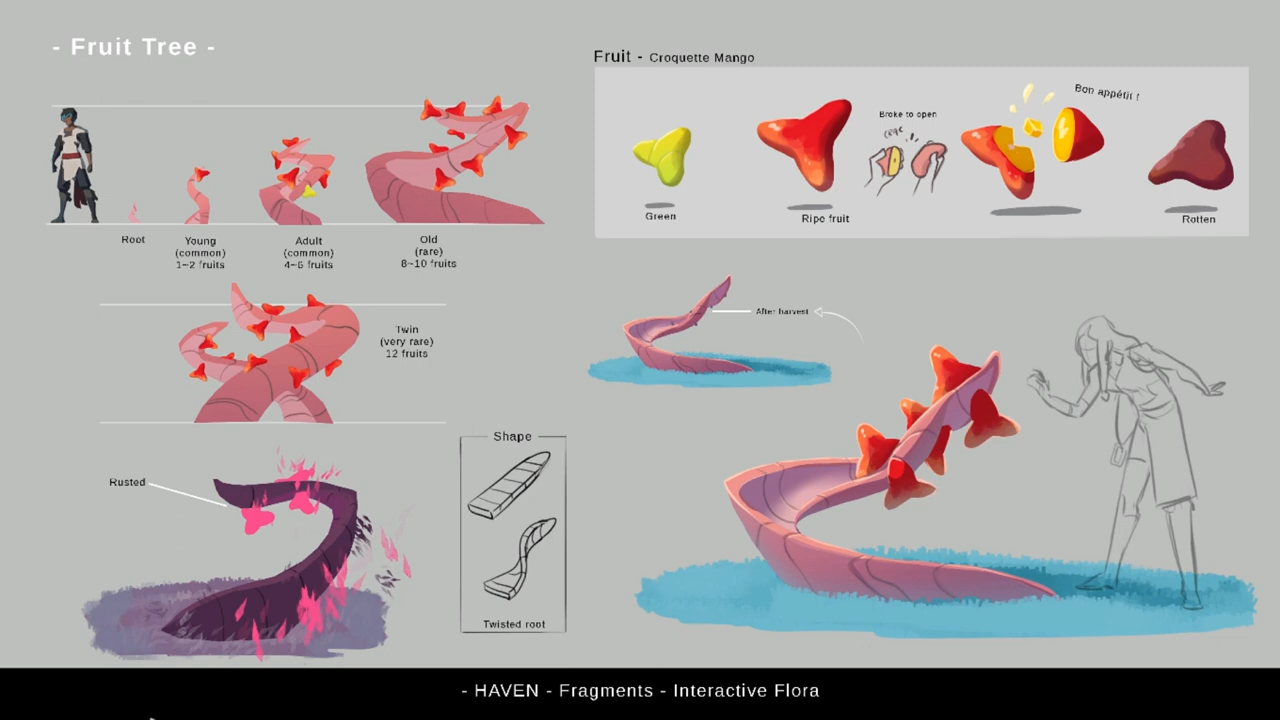 - Fruit Tree -
Fruit - Croquette Mango
Bon appétit !
Broke to open
Green
Ripe fruit
Rotten
Root
Young
(common)
1~2 fruits
Adult
(common)
4~6 fruits
Old
(rare)
8~10 fruits
Twin
(very rare)
12 fruits
After harvest
Rusted
Shape
Twisted root
- HAVEN - Fragments - Interactive Flora